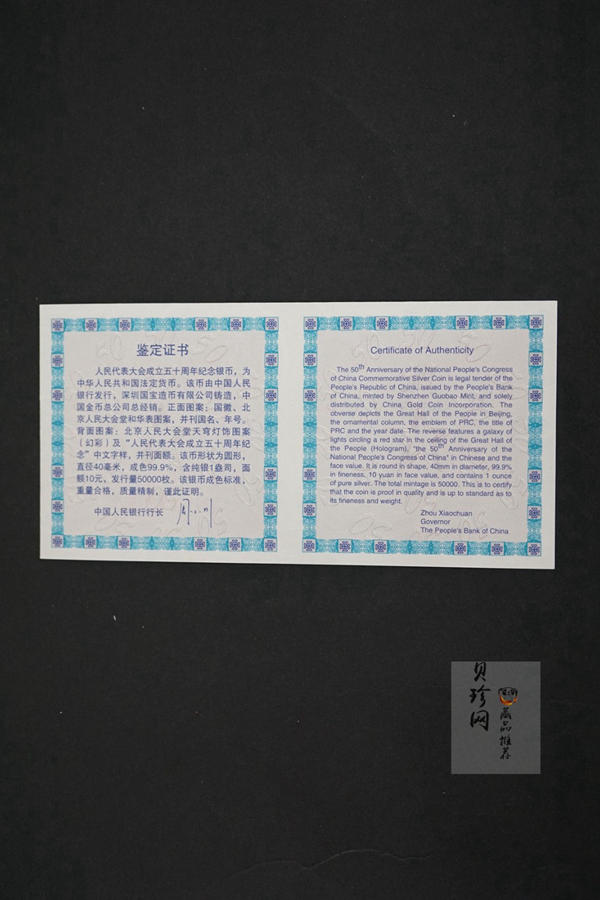 鉴定证书
人民代表大会成立五十周年纪念银币，为
中华人民共和国法定货币。该币由中国人民
银行发行，深圳国宝造币有限公司铸造，中
国金币总公司总经销。正面图案：国徽、北
京人民大会堂和华表图案，并刊国名、年号。
背面图案：北京人民大会堂天穹灯饰图案
（幻彩）及“人民代表大会成立五十周年纪
念”中文字样，并刊面额。该币形状为圆形，
直径40毫米，成色99.9%，含纯银1盎司，面
额10元，发行量50000枚。该银币成色标准，
重量合格，质量精制，谨此证明。
中国人民银行行长
Certificate of Authenticity
The 50th Anniversary of the National People's Congress
of China Commemorative Silver Coin is legal tender of the
People's Republic of China, issued by the People's Bank
of China, minted by Shenzhen Guobao Mint, and solely
distributed by China Gold Coin Incorporation. The
obverse depicts the Great Hall of the People in Beijing,
the ornamental column, the emblem of PRC, the title of
PRC and the year date. The reverse features a galaxy of
lights circling a red star in the ceiling of the Great Hall of
the People (Hologram), "the 50th Anniversary of the
National People's Congress of China" in Chinese and the
face value. It is round in shape, 40mm in diameter, 99.9%
in fineness, 10 yuan in face value, and contains 1 ounce
of pure silver. The total mintage is 50000. This is to certify
that the coin is proof in quality and is up to standard as to
its fineness and weight.
Zhou Xiaochuan
Governor
The People's Bank of China
贝珍网
藏品推荐